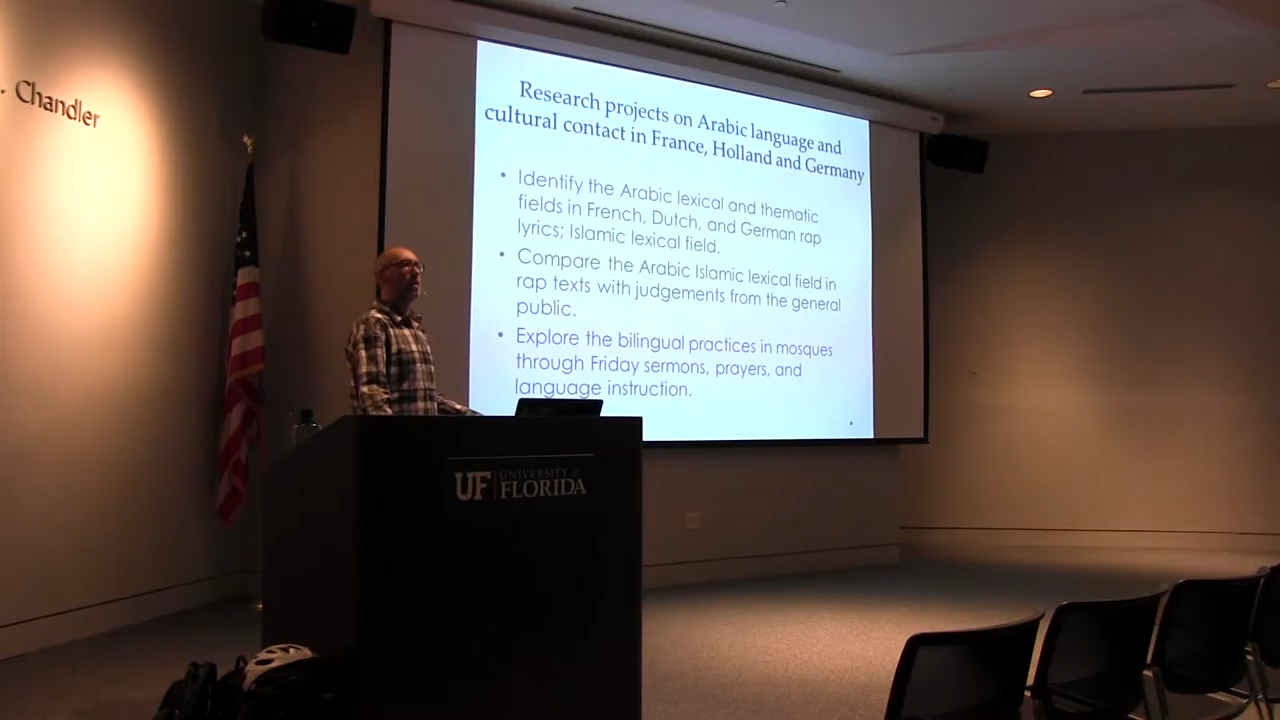 . Chandler
Research projects on Arabic language and
cultural contact in France, Holland and Germany
• Identify the Arabic lexical and thematic
fields in French, Dutch, and German rap
lyrics; Islamic lexical field.
• Compare the Arabic Islamic lexical field in
rap texts with judgements from the general
public.
• Explore the bilingual practices in mosques
through Friday sermons, prayers, and
language instruction.
UF UNIVERSITY of
FLORIDA